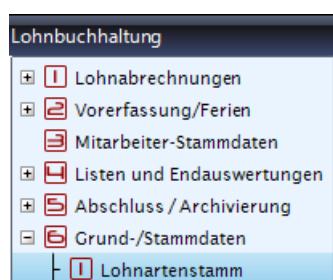 Lohnbuchhaltung
1 Lohnabrechnungen
2 Vorerfassung/Ferien
3 Mitarbeiter-Stammdaten
4 Listen und Endauswertungen
5 Abschluss / Archivierung
6 Grund-/Stammdaten
1 Lohnartenstamm